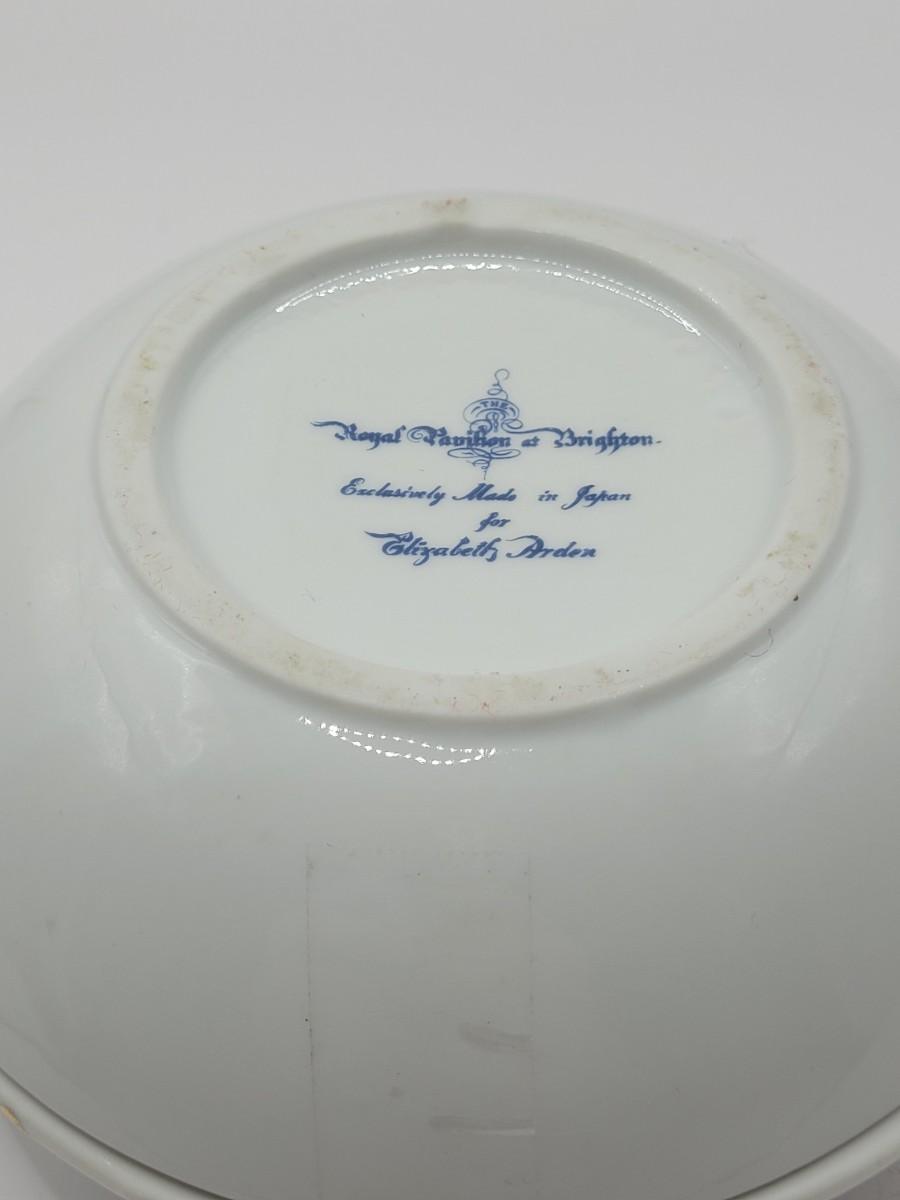 THE
Royal Pavilion at Brighton.
Exclusively Made in Japan
for
Elizabeth Arden